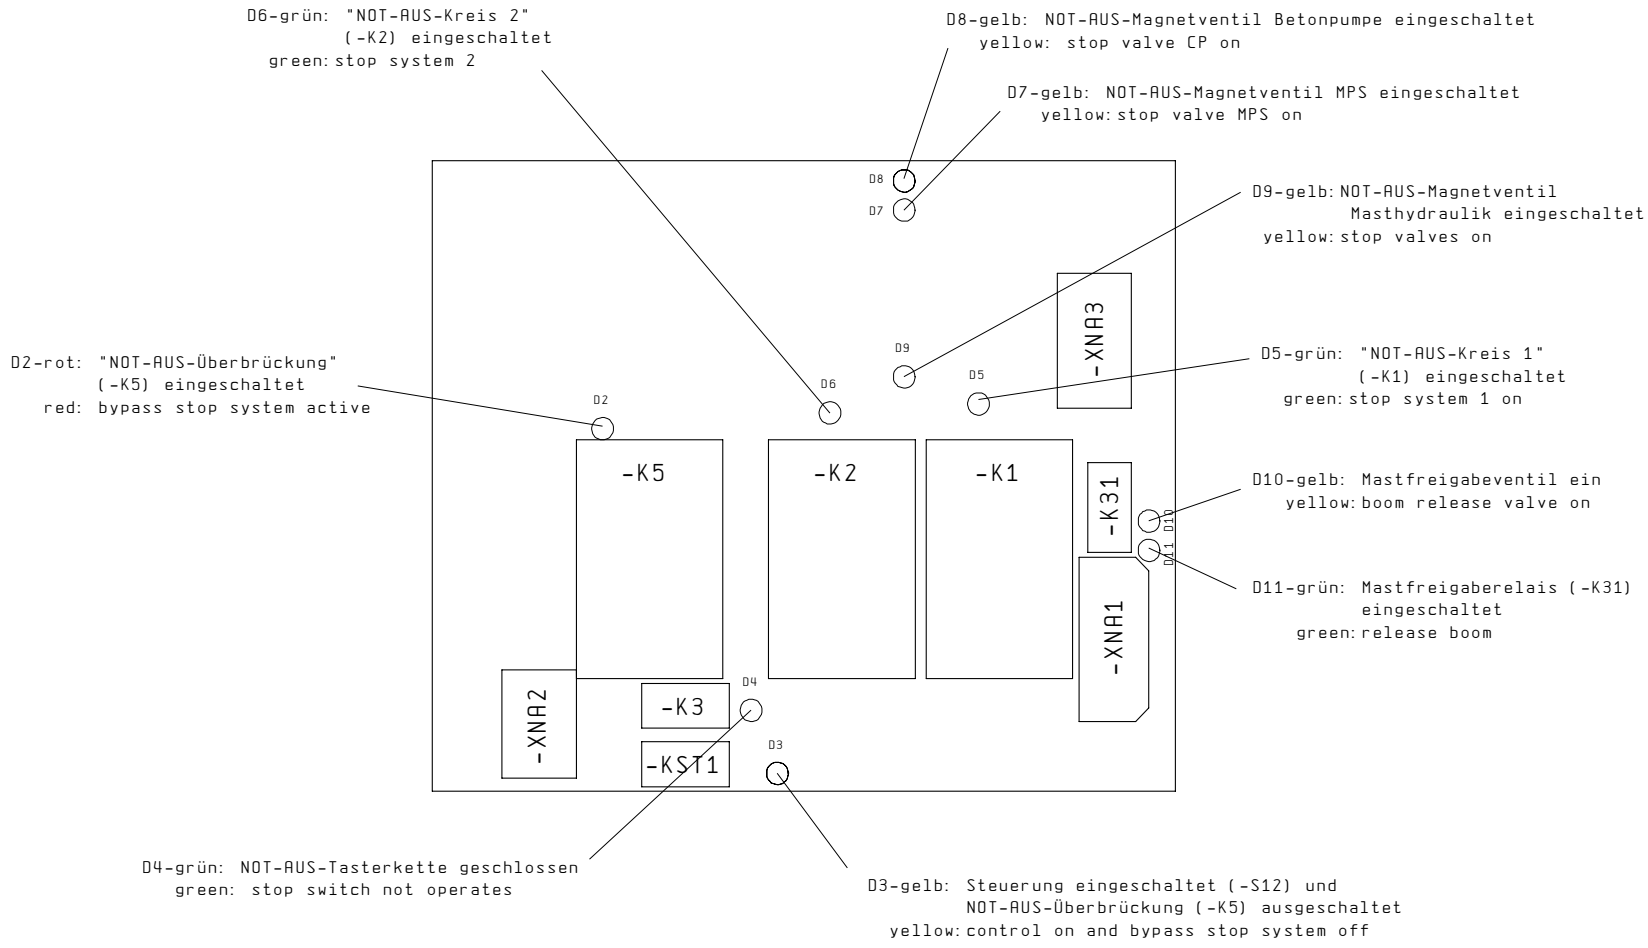 D6-grün: "NOT-AUS-Kreis 2"
(-K2) eingeschaltet
green: stop system 2
D8-gelb: NOT-AUS-Magnetventil Betonpumpe eingeschaltet
yellow: stop valve CP on
D7-gelb: NOT-AUS-Magnetventil MPS eingeschaltet
yellow: stop valve MPS on
D8
D7
D9-gelb: NOT-AUS-Magnetventil
Masthydraulik eingeschaltet
yellow: stop valves on
-XNA3
D9
D5
D6
D2
D2-rot: "NOT-AUS-Überbrückung"
(-K5) eingeschaltet
red: bypass stop system active
D5-grün: "NOT-AUS-Kreis 1"
(-K1) eingeschaltet
green: stop system 1 on
-K5
-K2
-K1
-K31
D10
D11
D10-gelb: Mastfreigabeventil ein
yellow: boom release valve on
D11-grün: Mastfreigaberelais (-K31)
eingeschaltet
green: release boom
-XNA1
-XNA2
-K3
D4
-KST1
D3
D4-grün: NOT-AUS-Tasterkette geschlossen
green: stop switch not operates
D3-gelb: Steuerung eingeschaltet (-S12) und
NOT-AUS-Überbrückung (-K5) ausgeschaltet
yellow: control on and bypass stop system off